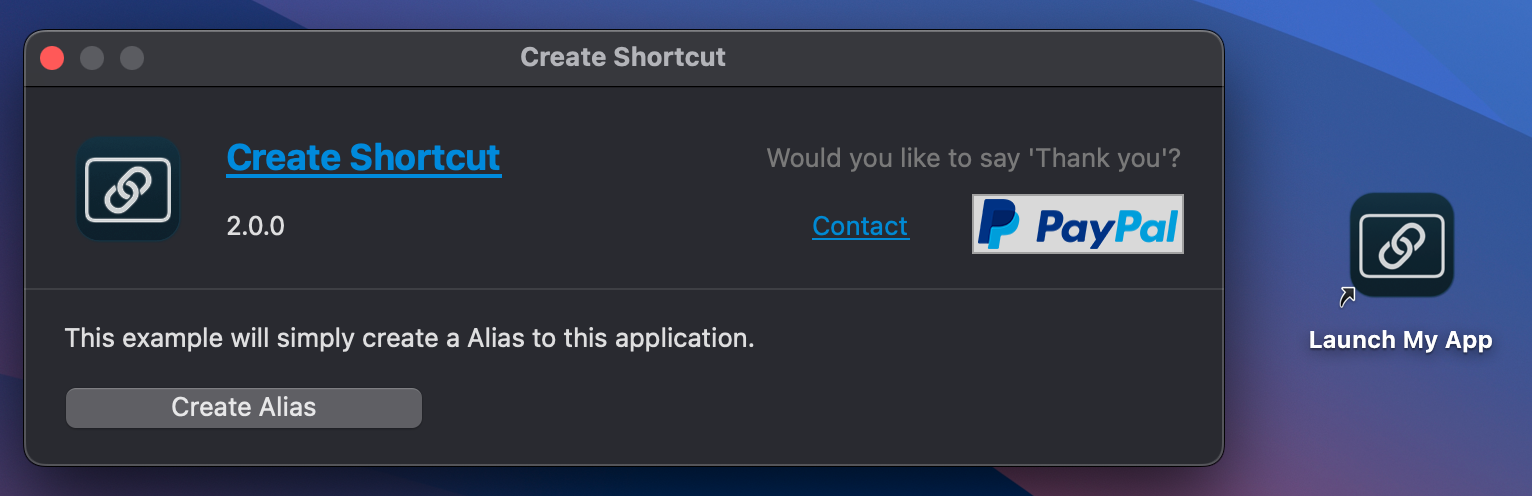 Create Shortcut
Create Shortcut
Would you like to say 'Thank you'?
2.0.0
Contact
PayPal
This example will simply create a Alias to this application.
Create Alias
Launch My App